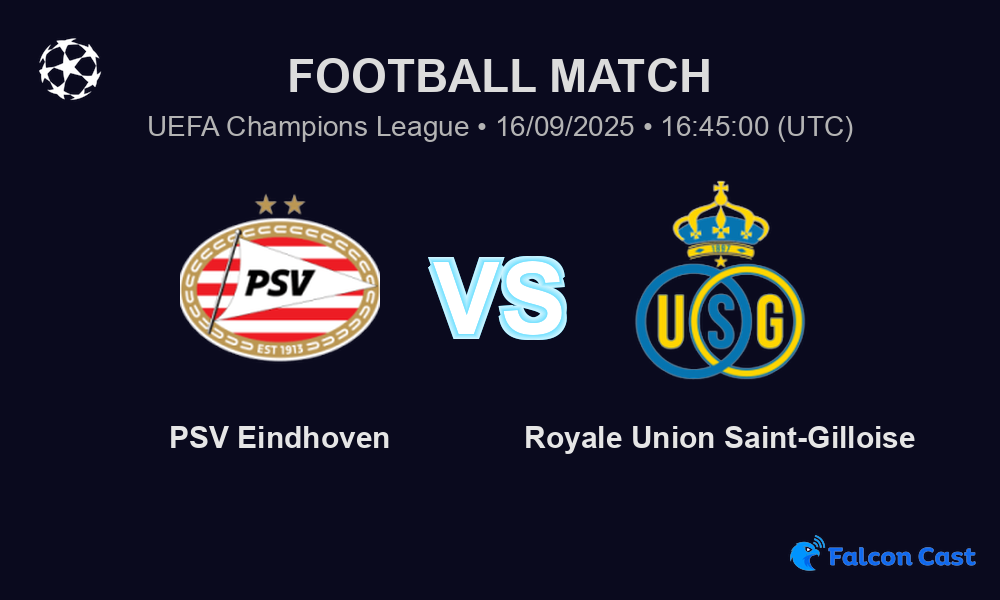 FOOTBALL MATCH
UEFA Champions League • 16/09/2025 • 16:45:00 (UTC)
PSV
EST 1913
VS
1897
USG
PSV Eindhoven
Royale Union Saint-Gilloise
Falcon Cast